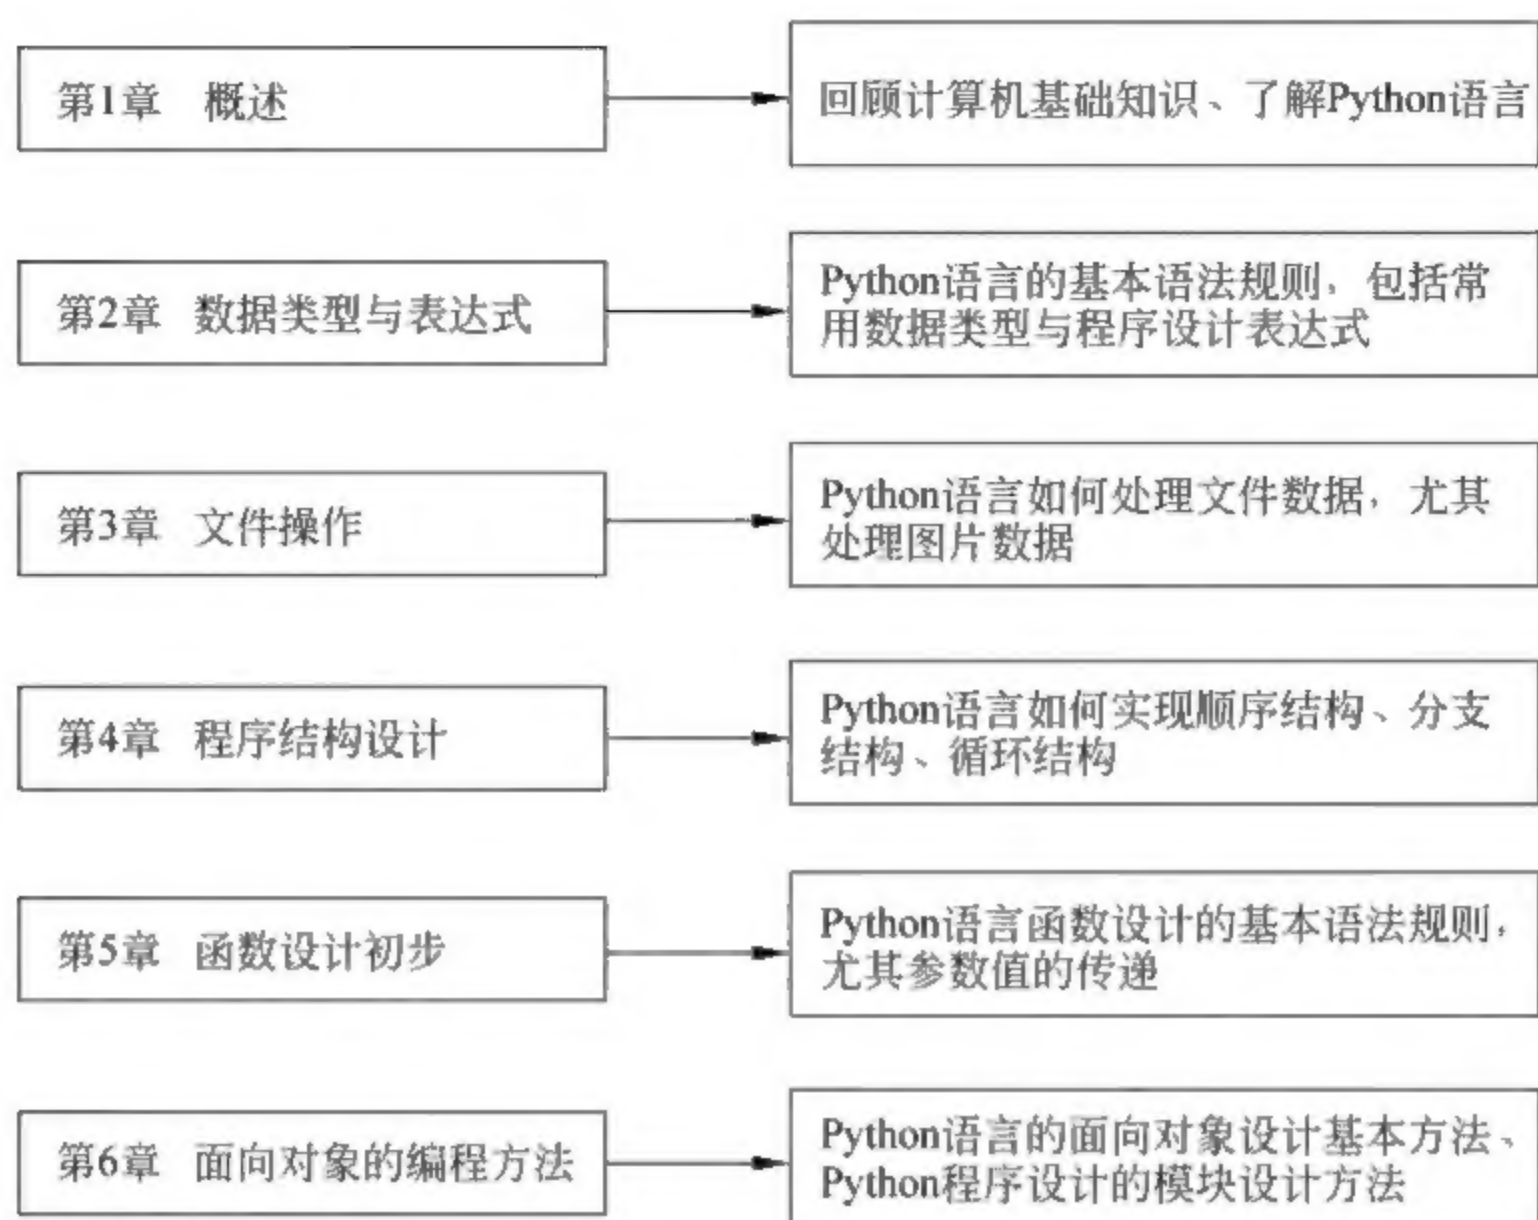 第1章 概述
回顾计算机基础知识、了解Python语言
第2章 数据类型与表达式
Python语言的基本语法规则，包括常
用数据类型与程序设计表达式
第3章 文件操作
Python语言如何处理文件数据，尤其
处理图片数据
第4章 程序结构设计
Python语言如何实现顺序结构、分支
结构、循环结构
第5章 函数设计初步
Python语言函数设计的基本语法规则，
尤其参数值的传递
第6章 面向对象的编程方法
Python语言的面向对象设计基本方法、
Python程序设计的模块设计方法